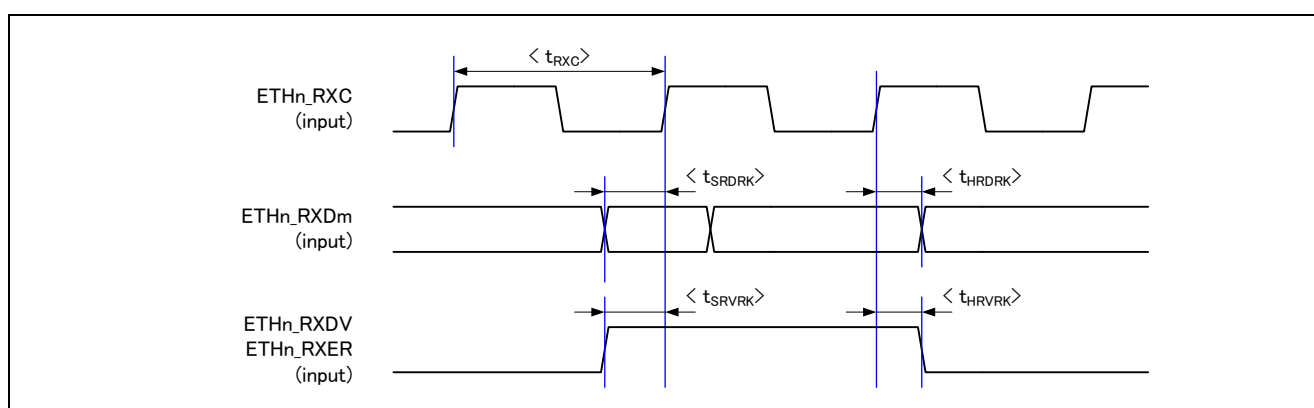 < tRXC>
ETHn_RXC
(input)
< tSRDRK>
< tHRDRK>
ETHn_RXDm
(input)
< tSRVRK>
< tHRVRK>
ETHn_RXDV
ETHn_RXER
(input)